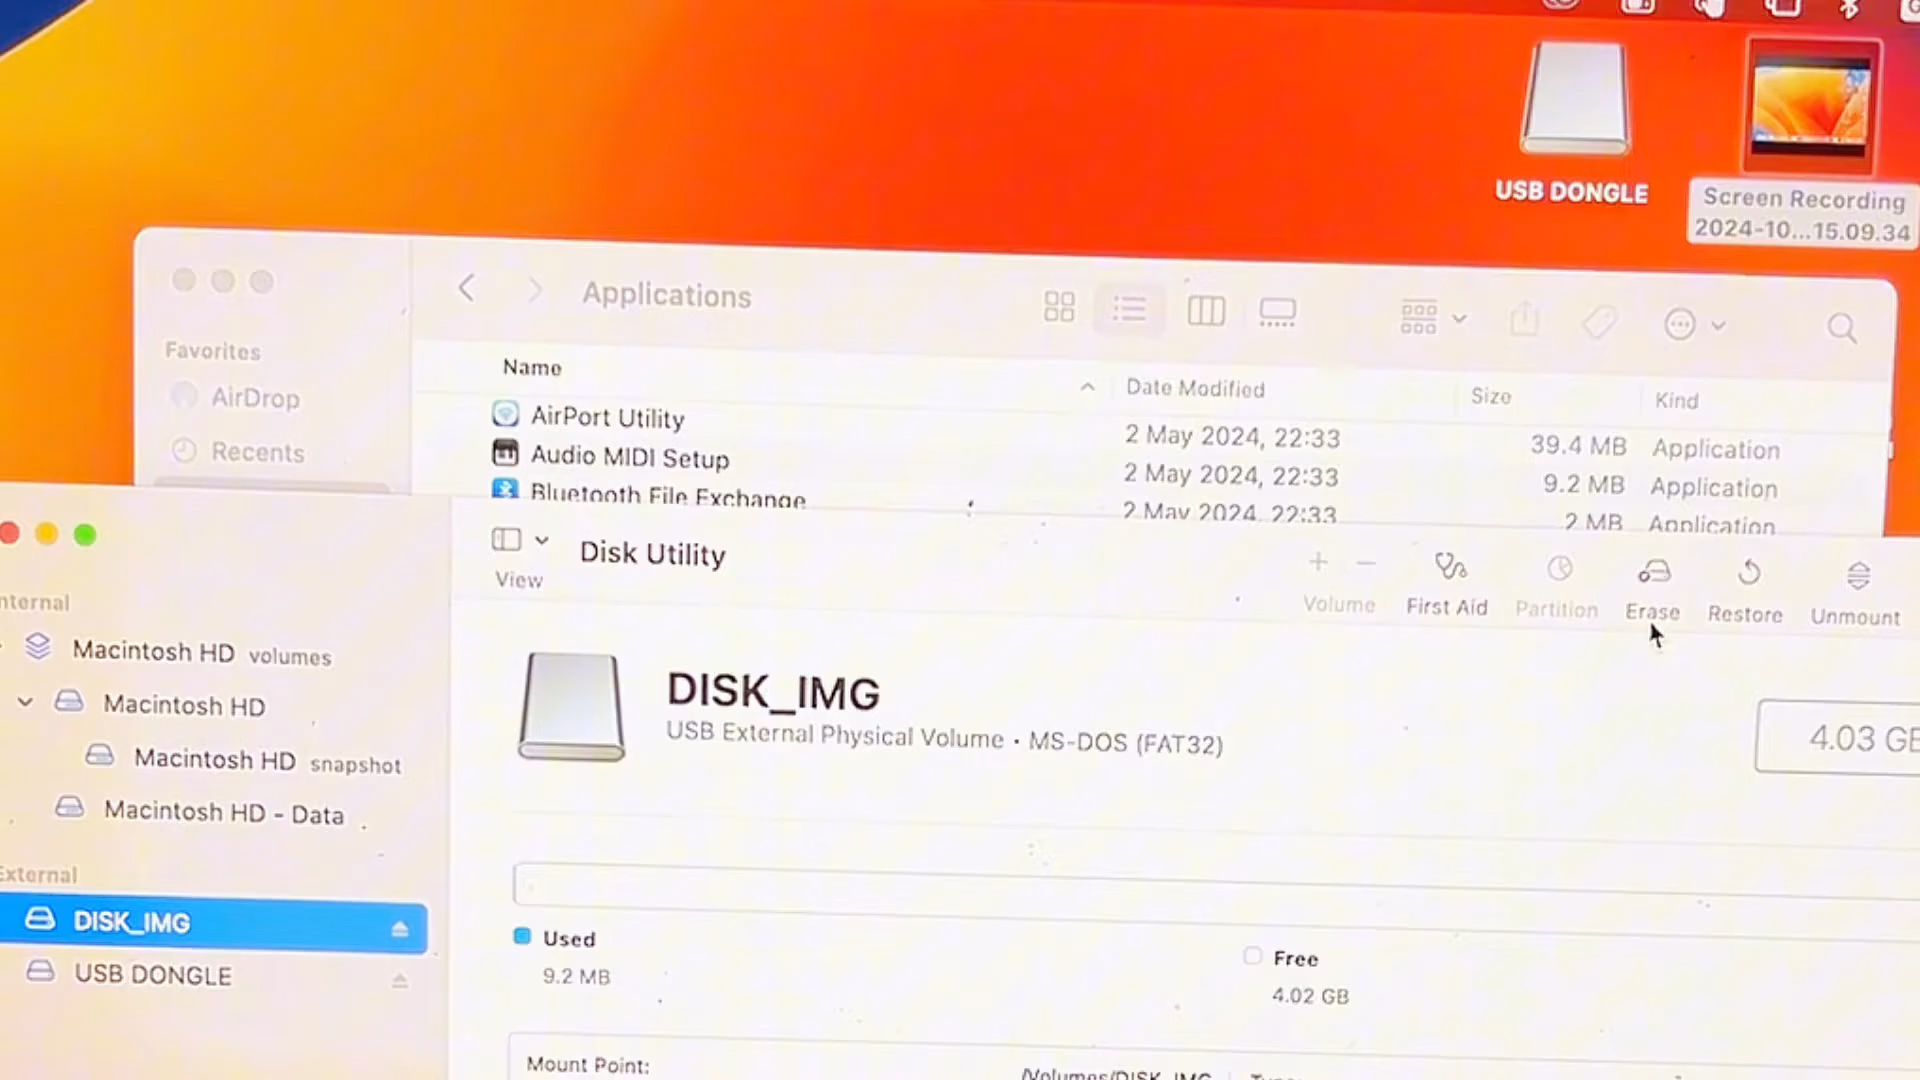 USB DONGLE
Screen Recording
2024-10...15.09.34
Applications
Favorites
AirDrop
Recents
Name
Date Modified
Size
Kind
AirPort Utility
2 May 2024, 22:33
39.4 MB
Application
Audio MIDI Setup
2 May 2024, 22:33
9.2 MB
Application
Bluetooth File Exchange
2 May 2024, 22:33
2 MB
Application
View
Disk Utility
Volume
First Aid
Partition
Erase
Restore
Unmount
nternal
Macintosh HD volumes
Macintosh HD
Macintosh HD snapshot
Macintosh HD - Data
External
DISK_IMG
USB DONGLE
DISK_IMG
USB External Physical Volume • MS-DOS (FAT32)
4.03 GB
Used
9.2 MB
Free
4.02 GB
Mount Point:
/Volumes/DISK_IMG